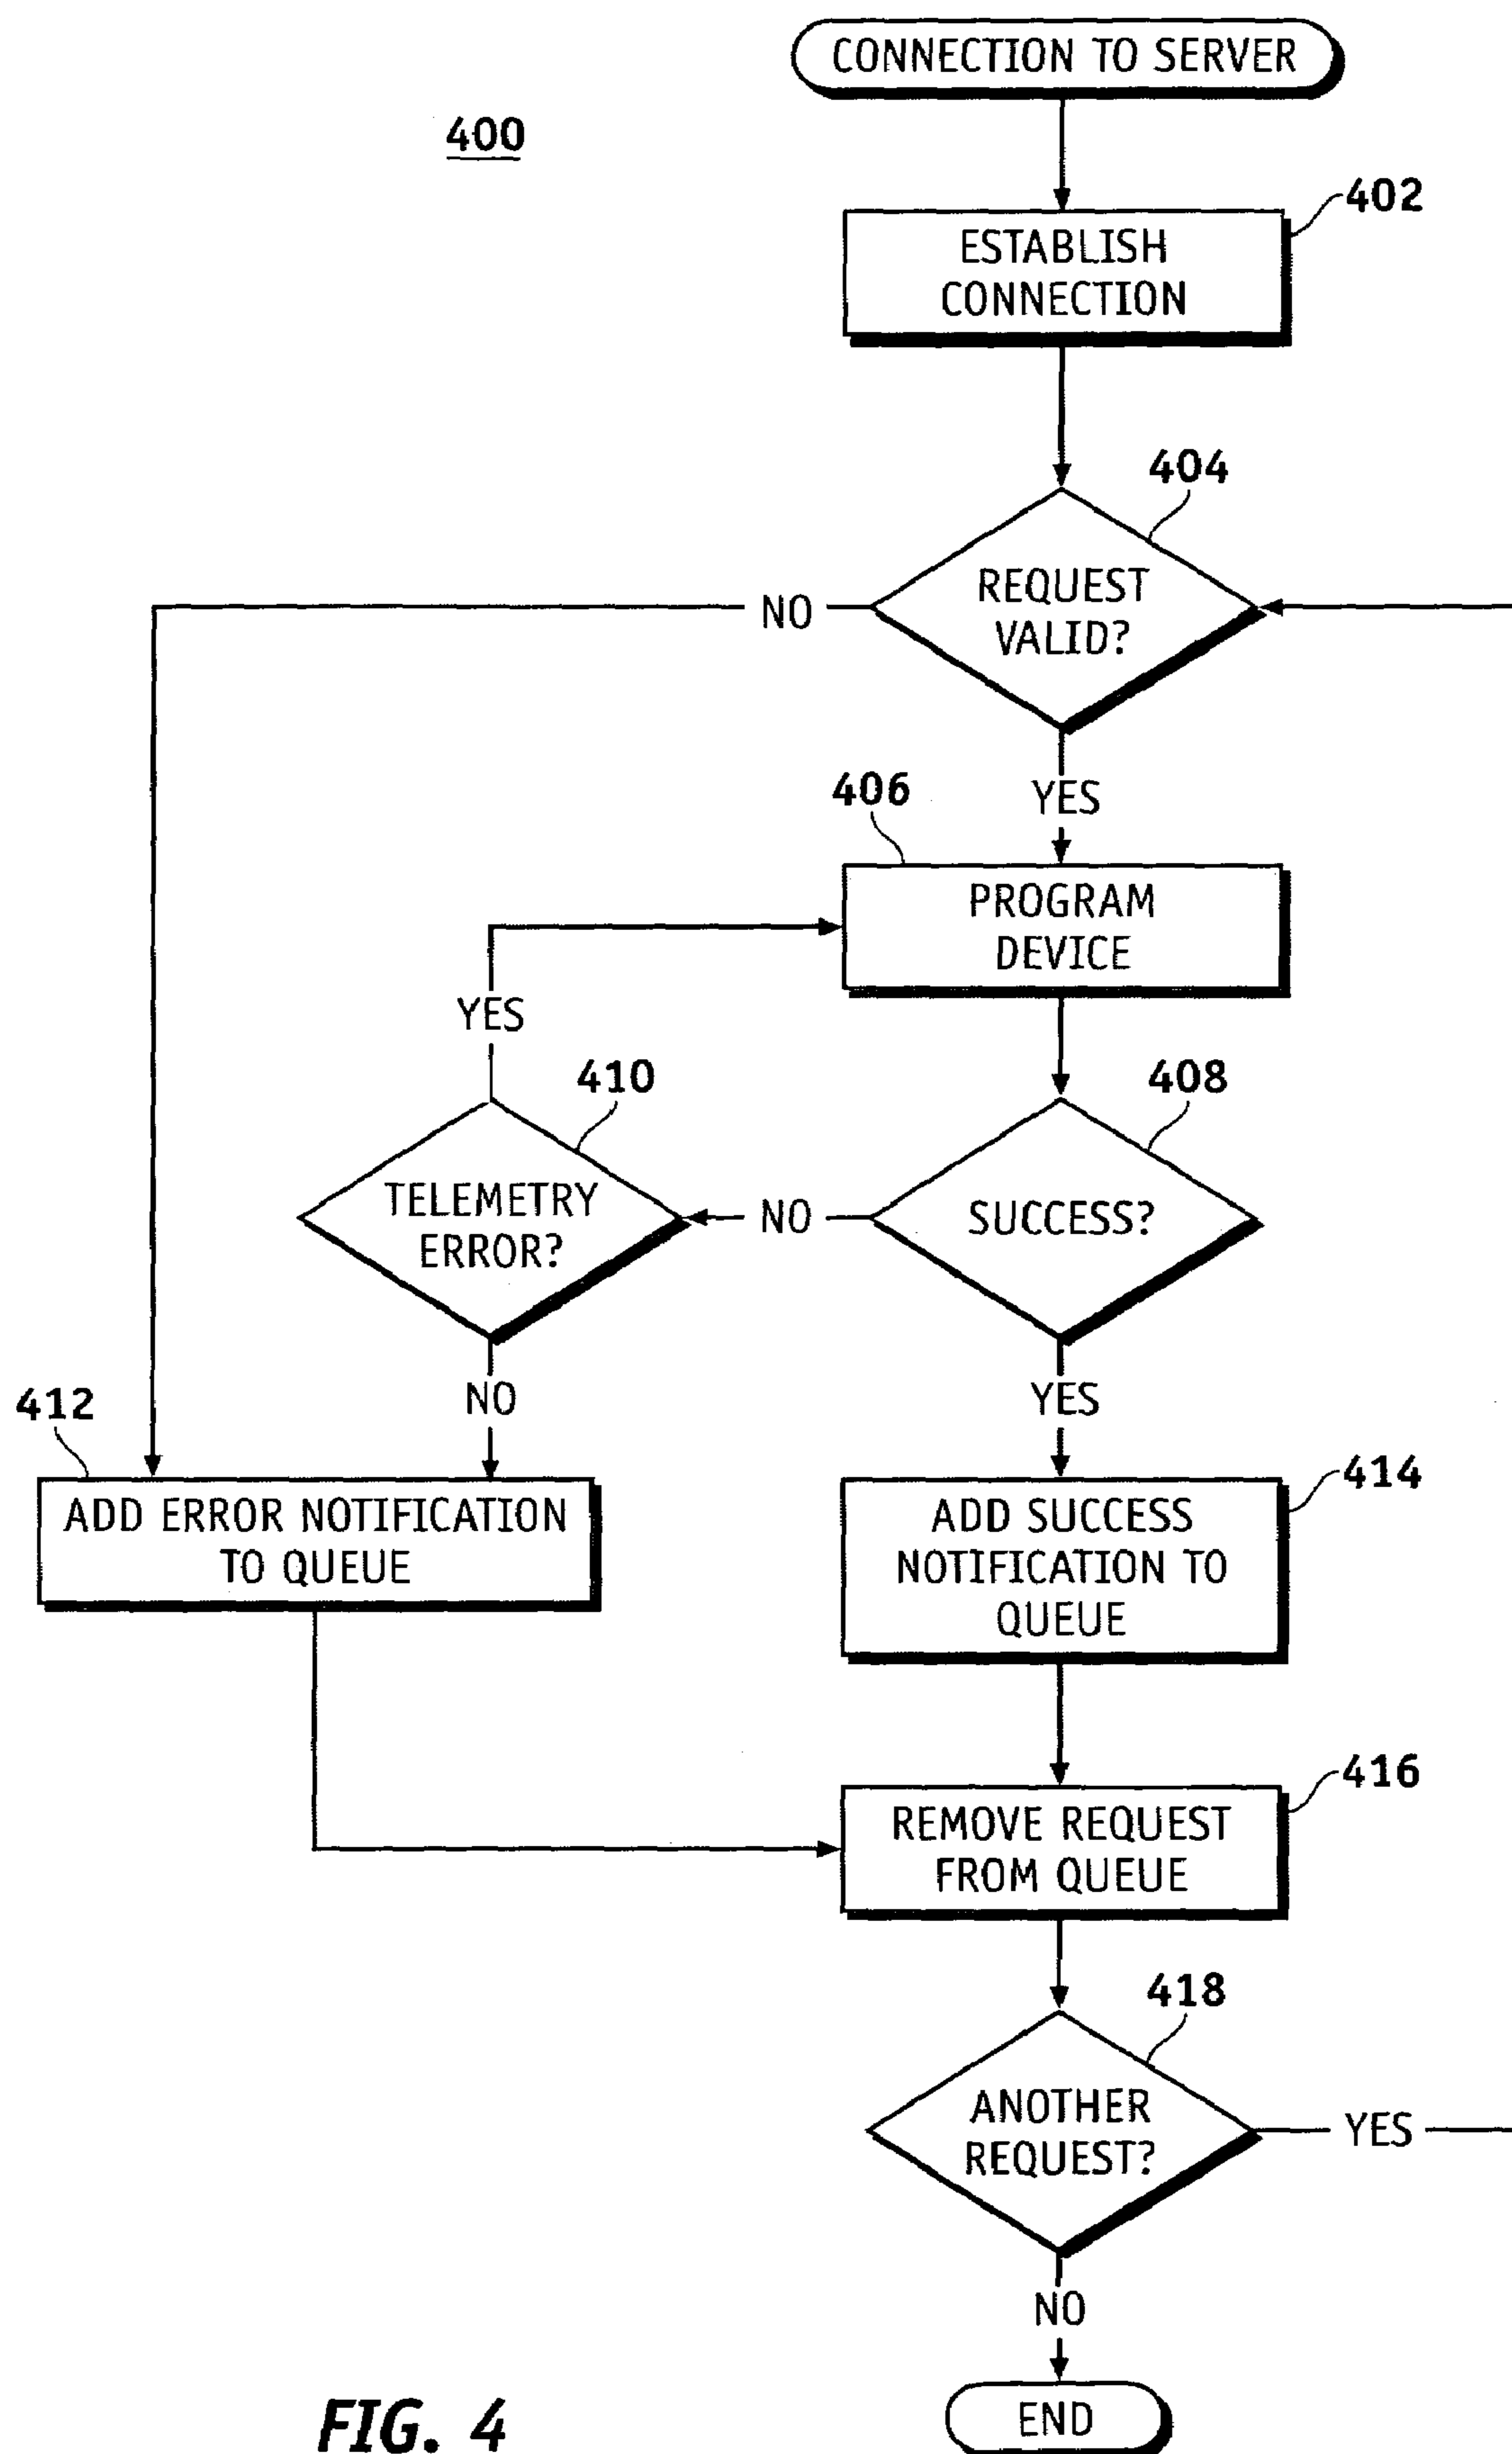 CONNECTION TO SERVER
400
402
ESTABLISH
CONNECTION
404
REQUEST
VALID?
NO
YES
406
PROGRAM
DEVICE
YES
410
408
TELEMETRY
ERROR?
NO
SUCCESS?
NO
YES
412
ADD ERROR NOTIFICATION
TO QUEUE
414
ADD SUCCESS
NOTIFICATION TO
QUEUE
416
REMOVE REQUEST
FROM QUEUE
418
ANOTHER
REQUEST?
YES
NO
END
FIG. 4